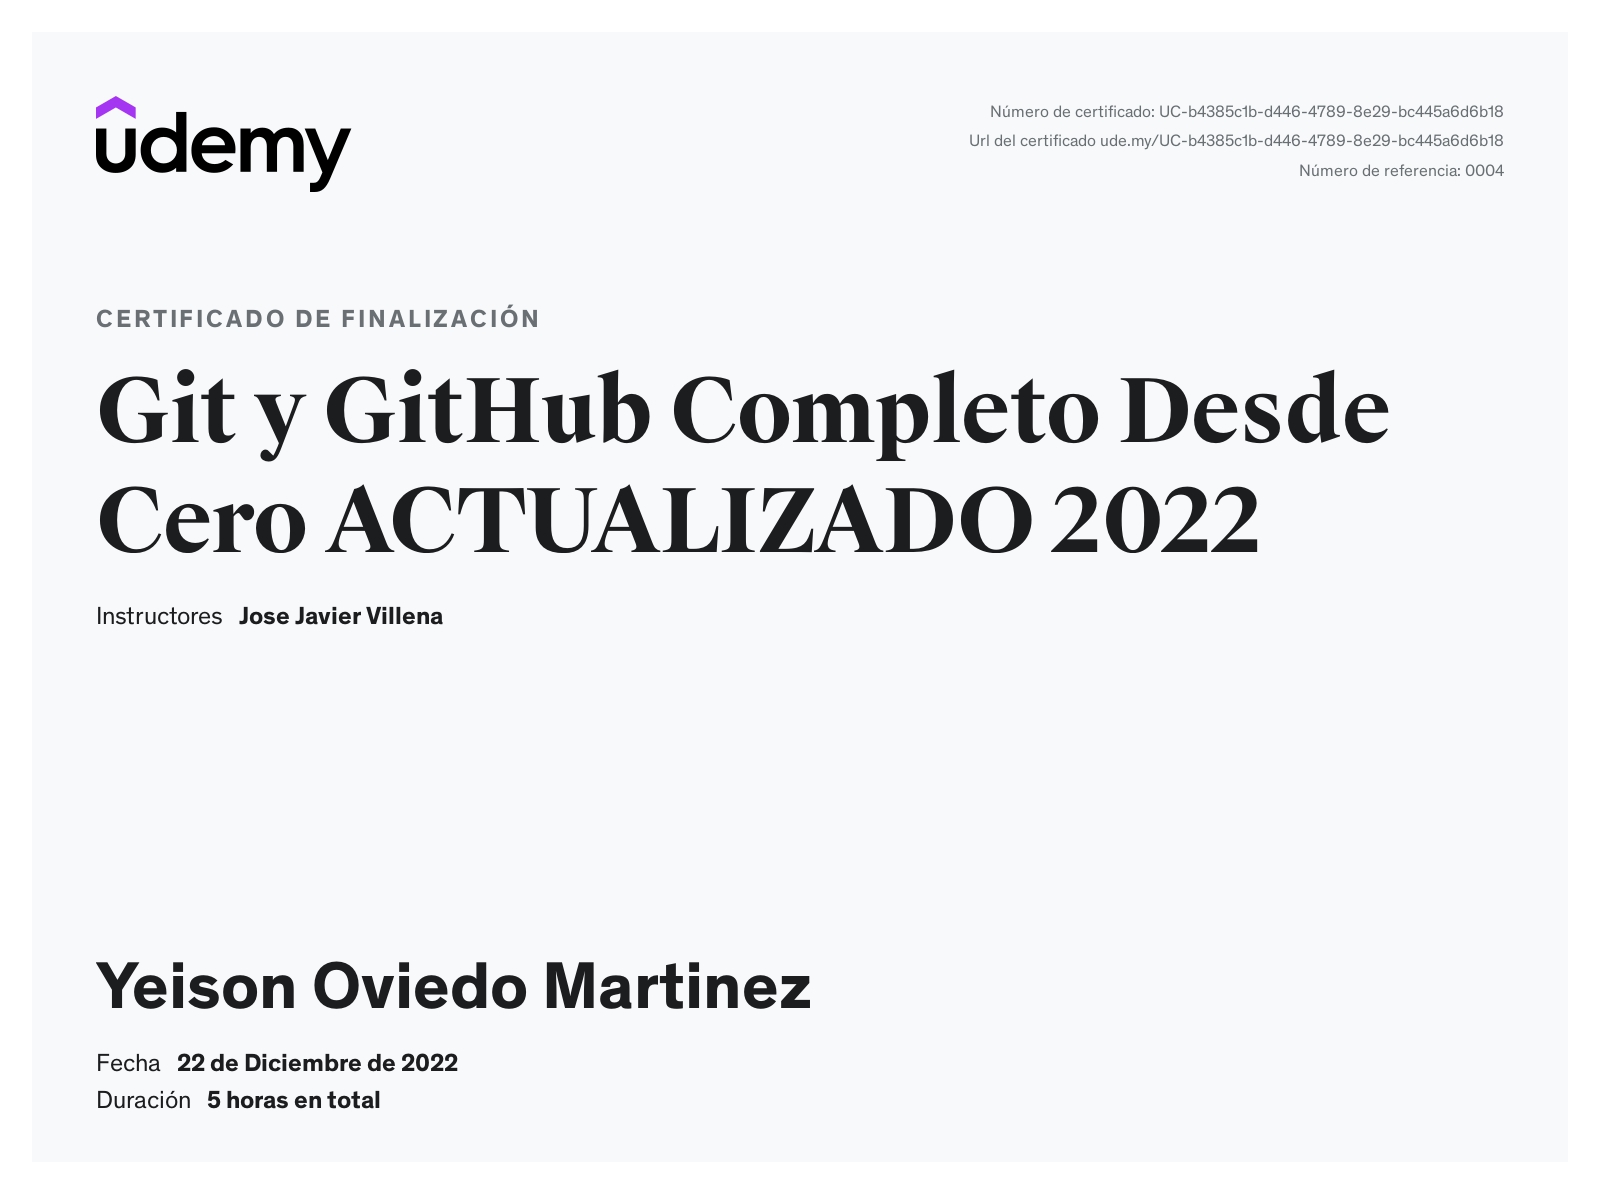 udemy
Número de certificado: UC-b4385c1b-d446-4789-8e29-bc445a6d6b18
Url del certificado ude.my/UC-b4385c1b-d446-4789-8e29-bc445a6d6b18
Número de referencia: 0004
CERTIFICADO DE FINALIZACIÓN
Git y GitHub Completo Desde
Cero ACTUALIZADO 2022
Instructores Jose Javier Villena
Yeison Oviedo Martinez
Fecha 22 de Diciembre de 2022
Duración 5 horas en total